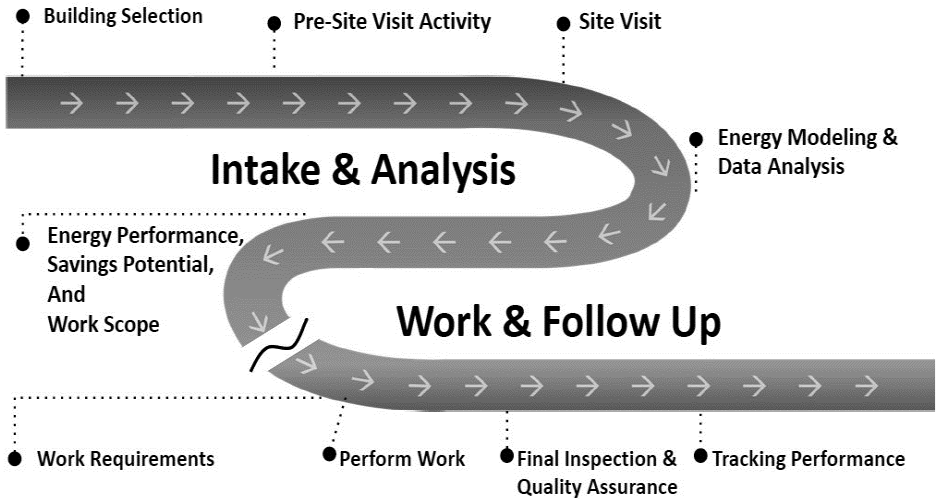 Building Selection
Pre-Site Visit Activity
Site Visit
Energy Modeling &
Data Analysis
Intake & Analysis
Energy Performance,
Savings Potential,
And
Work Scope
Work & Follow Up
Work Requirements
Perform Work
Final Inspection &
Quality Assurance
Tracking Performance